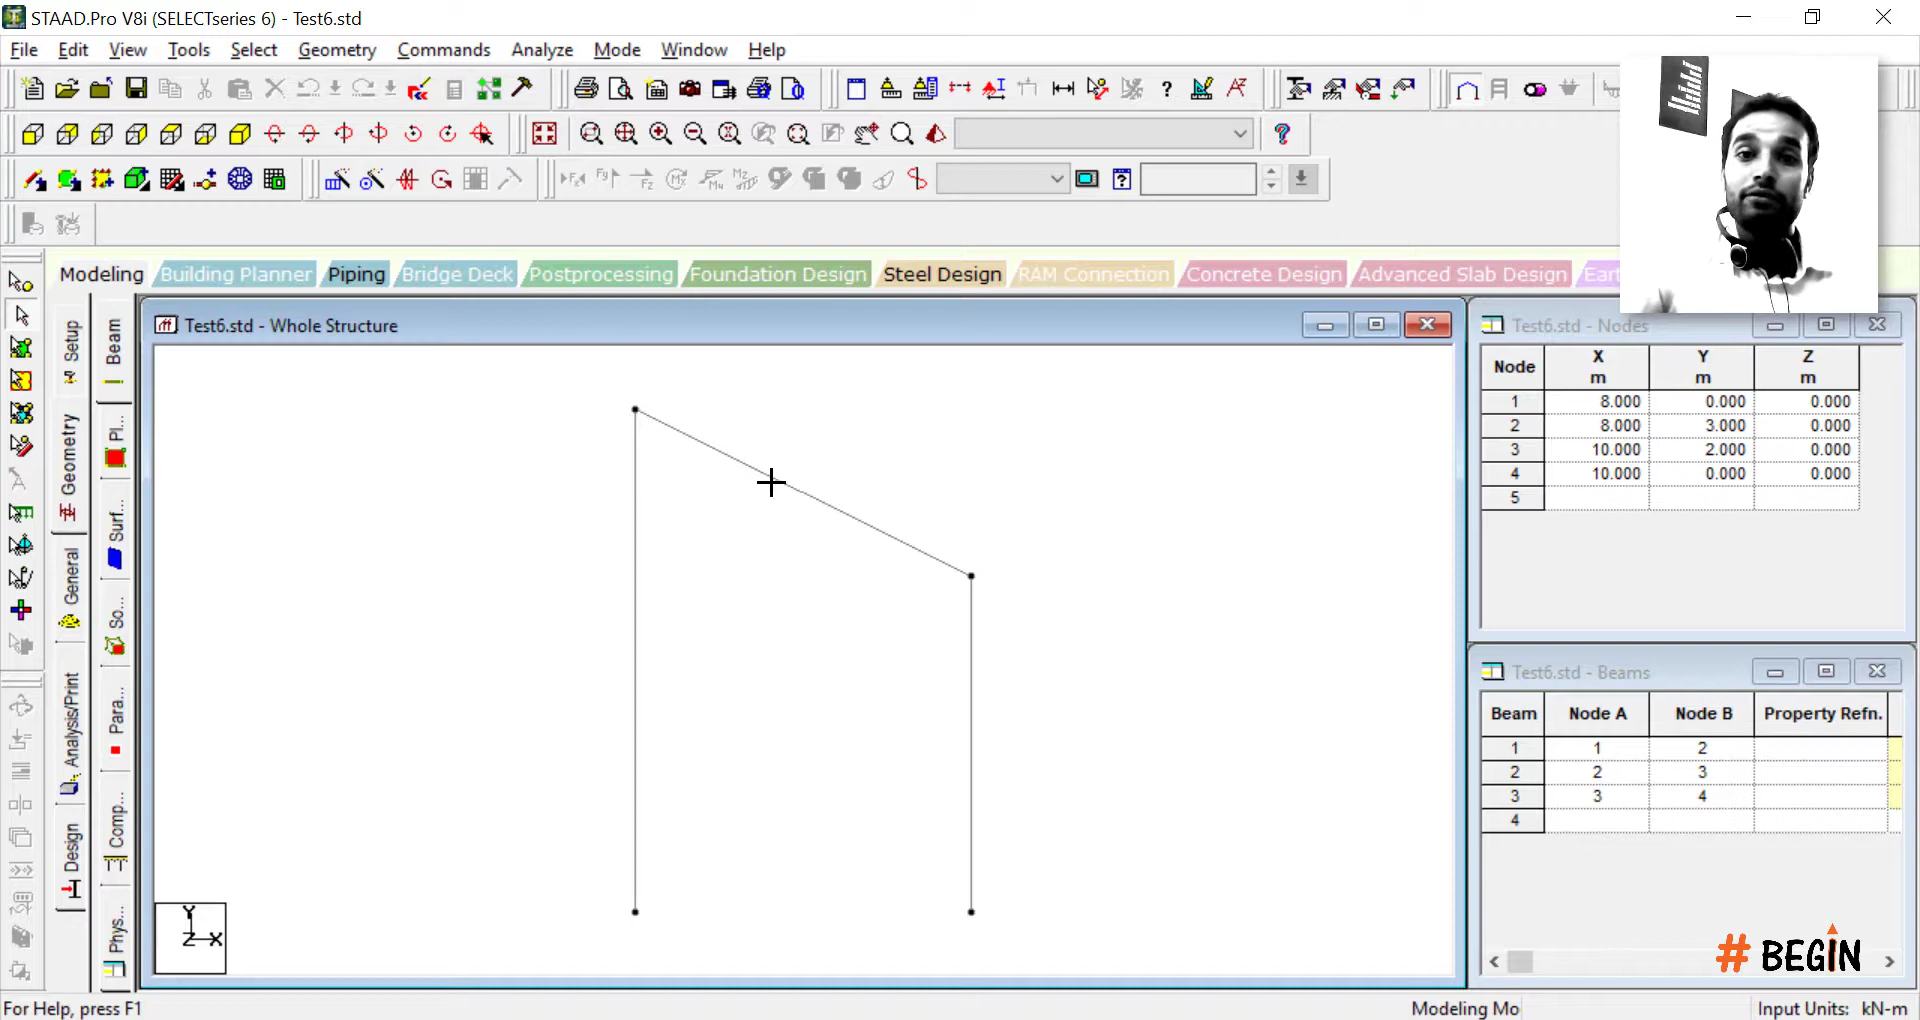 STAAD.Pro V8i (SELECTseries 6) - Test6.std
File Edit View Tools Select Geometry Commands Analyze Mode Window Help
Modeling Building Planner Piping Bridge Deck Postprocessing Foundation Design Steel Design RAM Connection Concrete Design Advanced Slab Design Eart
Setup
Geometry
General
Analysis/Print
Design
Beam
Pl...
Surf...
So...
Para...
Comp...
Phys...
Test6.std - Whole Structure
Y
Z X
Test6.std - Nodes
Node X m Y m Z m
1 8.000 0.000 0.000
2 8.000 3.000 0.000
3 10.000 2.000 0.000
4 10.000 0.000 0.000
5
Test6.std - Beams
Beam Node A Node B Property Refn.
1 1 2
2 2 3
3 3 4
4
# BEGIN
For Help, press F1
Modeling Mo
Input Units: kN-m